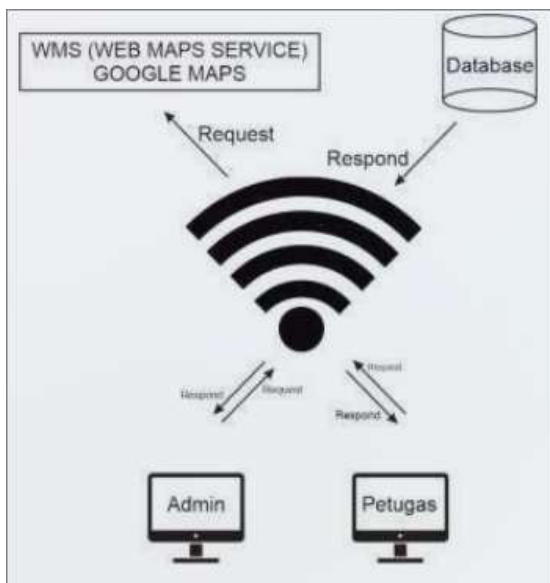 WMS (WEB MAPS SERVICE)
GOOGLE MAPS
Database
Request
Respond
Respond
Request
Request
Respond
Admin
Petugas